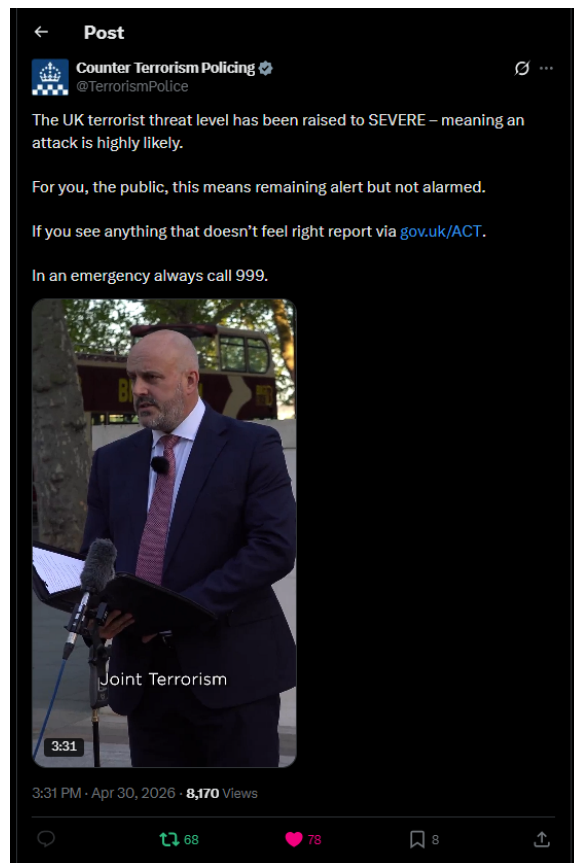 Post
Counter Terrorism Policing
@TerrorismPolice
The UK terrorist threat level has been raised to SEVERE – meaning an
attack is highly likely.
For you, the public, this means remaining alert but not alarmed.
If you see anything that doesn't feel right report via gov.uk/ACT.
In an emergency always call 999.
Joint Terrorism
3:31
3:31 PM · Apr 30, 2026 · 8,170 Views
68 78 8